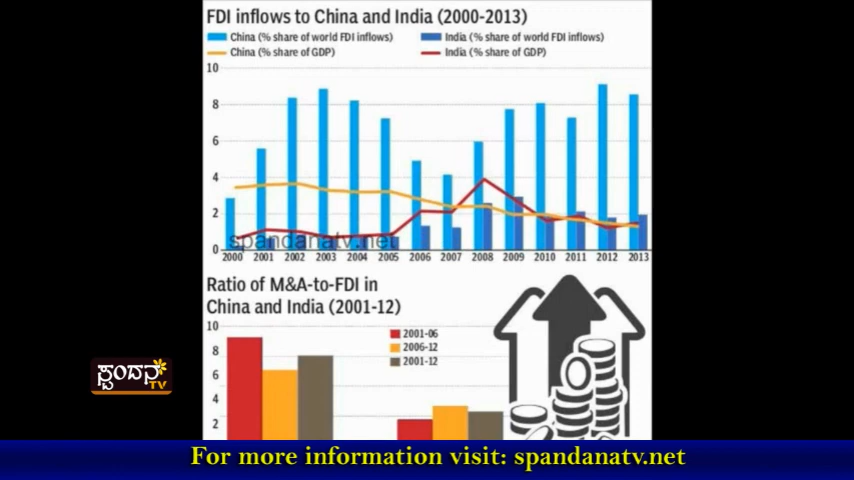 FDI inflows to China and India (2000-2013)
China (% share of world FDI inflows)
India (% share of world FDI inflows)
China (% share of GDP)
India (% share of GDP)
10
8
6
4
2
0
2000 2001 2002 2003 2004 2005 2006 2007 2008 2009 2010 2011 2012 2013
spandanatv.net
Ratio of M&A-to-FDI in
China and India (2001-12)
10
8
6
4
2
2001-06
2006-12
2001-12
ಸ್ಪಂದನ
TV
For more information visit: spandanatv.net